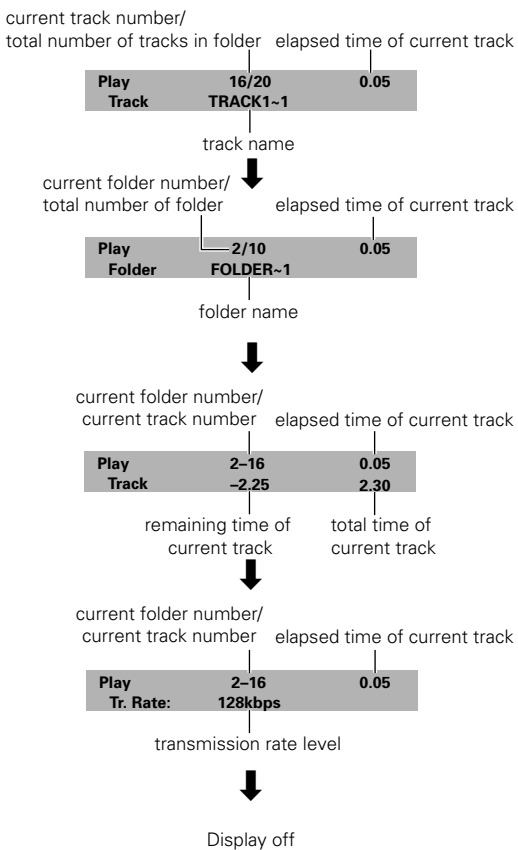 current track number/
total number of tracks in folder elapsed time of current track
Play 16/20 0.05
Track TRACK1~1
track name
current folder number/
total number of folder elapsed time of current track
Play 2/10 0.05
Folder FOLDER~1
folder name
current folder number/
current track number elapsed time of current track
Play 2–16 0.05
Track –2.25 2.30
remaining time of total time of
current track current track
current folder number/
current track number elapsed time of current track
Play 2–16 0.05
Tr. Rate: 128kbps
transmission rate level
Display off